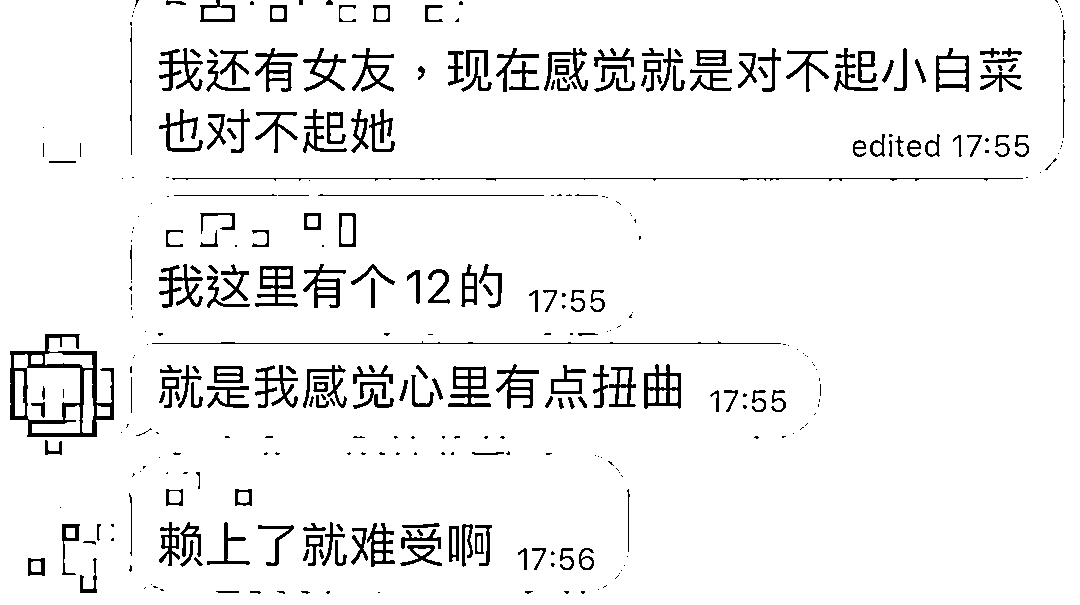 我还有女友，现在感觉就是对不起小白菜
也对不起她
edited 17:55
我这里有个12的 17:55
就是我感觉心里有点扭曲 17:55
赖上了就难受啊 17:56